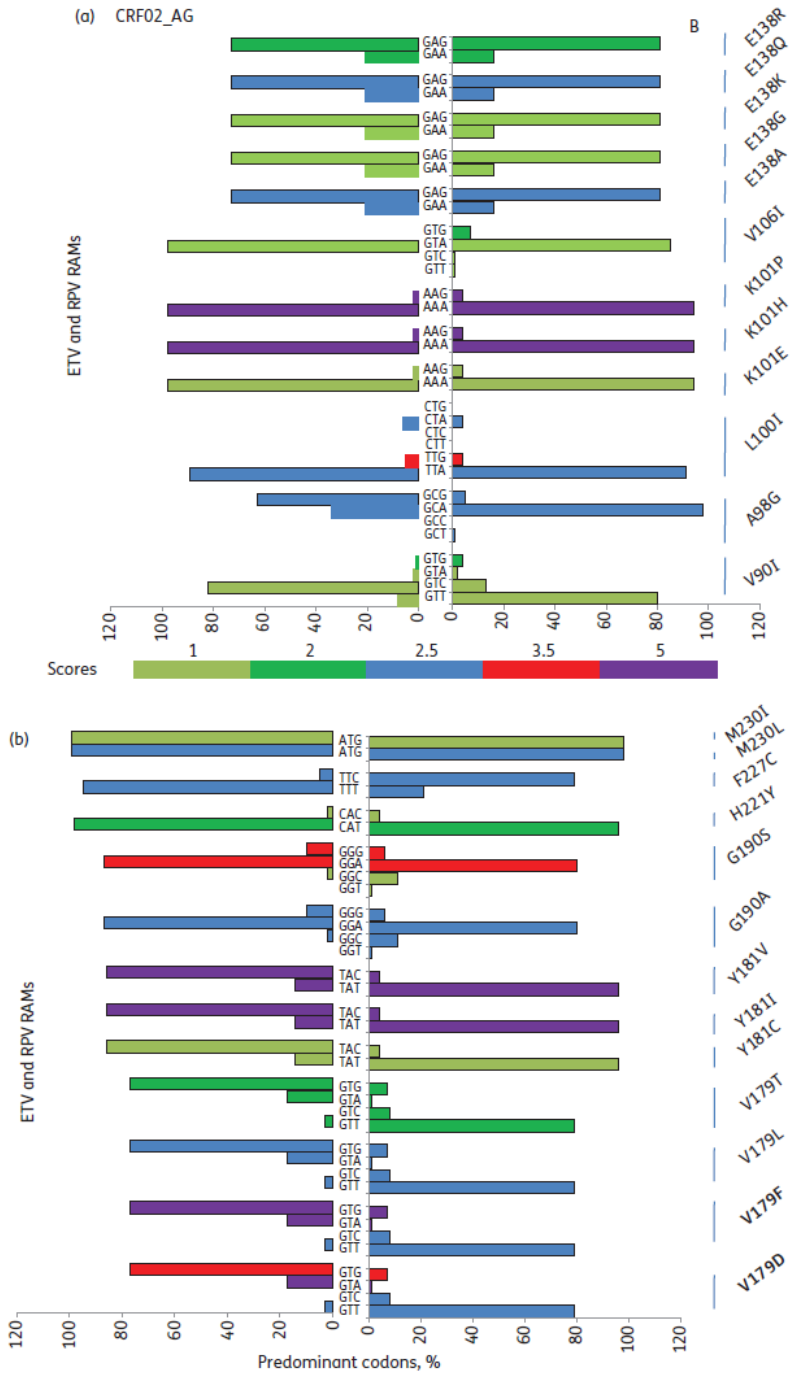 (a) CRF02_AG
B
ETV and RPV RAMs
GAG
GAA
E138R
GAG
GAA
E138Q
GAG
GAA
E138K
GAG
GAA
E138G
GAG
GAA
E138A
GTG
GTA
GTC
GTT
V106I
AAG
AAA
K101P
AAG
AAA
K101H
AAG
AAA
K101E
CTG
CTA
CTC
CTT
TTG
TTA
L100I
GCG
GCA
GCC
GCT
A98G
GTG
GTA
GTC
GTT
V90I
120 100 80 60 40 20 0 0 20 40 60 80 100 120
Scores 1 2 2.5 3.5 5
(b)
ETV and RPV RAMs
ATG
M230I
ATG
M230L
TTC
TTT
F227C
CAC
CAT
H221Y
GGG
GGA
GGC
GGT
G190S
GGG
GGA
GGC
GGT
G190A
TAC
TAT
Y181V
TAC
TAT
Y181I
TAC
TAT
Y181C
GTG
GTA
GTC
GTT
V179T
GTG
GTA
GTC
GTT
V179L
GTG
GTA
GTC
GTT
V179F
GTG
GTA
GTC
GTT
V179D
120 100 80 60 40 20 0 0 20 40 60 80 100 120
Predominant codons, %